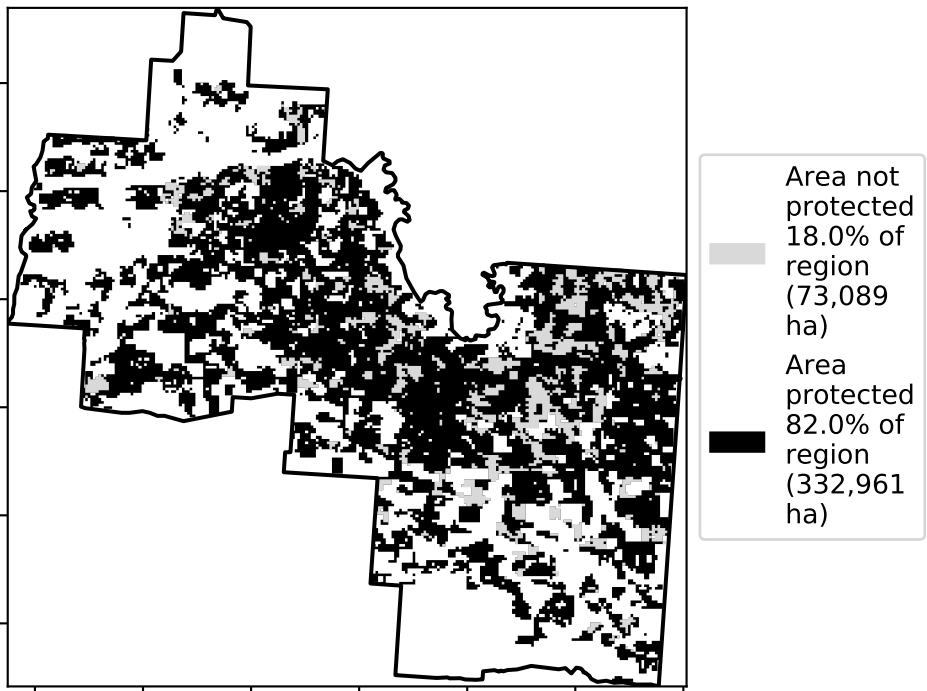 Area not
protected
18.0% of
region
(73,089
ha)
Area
protected
82.0% of
region
(332,961
ha)